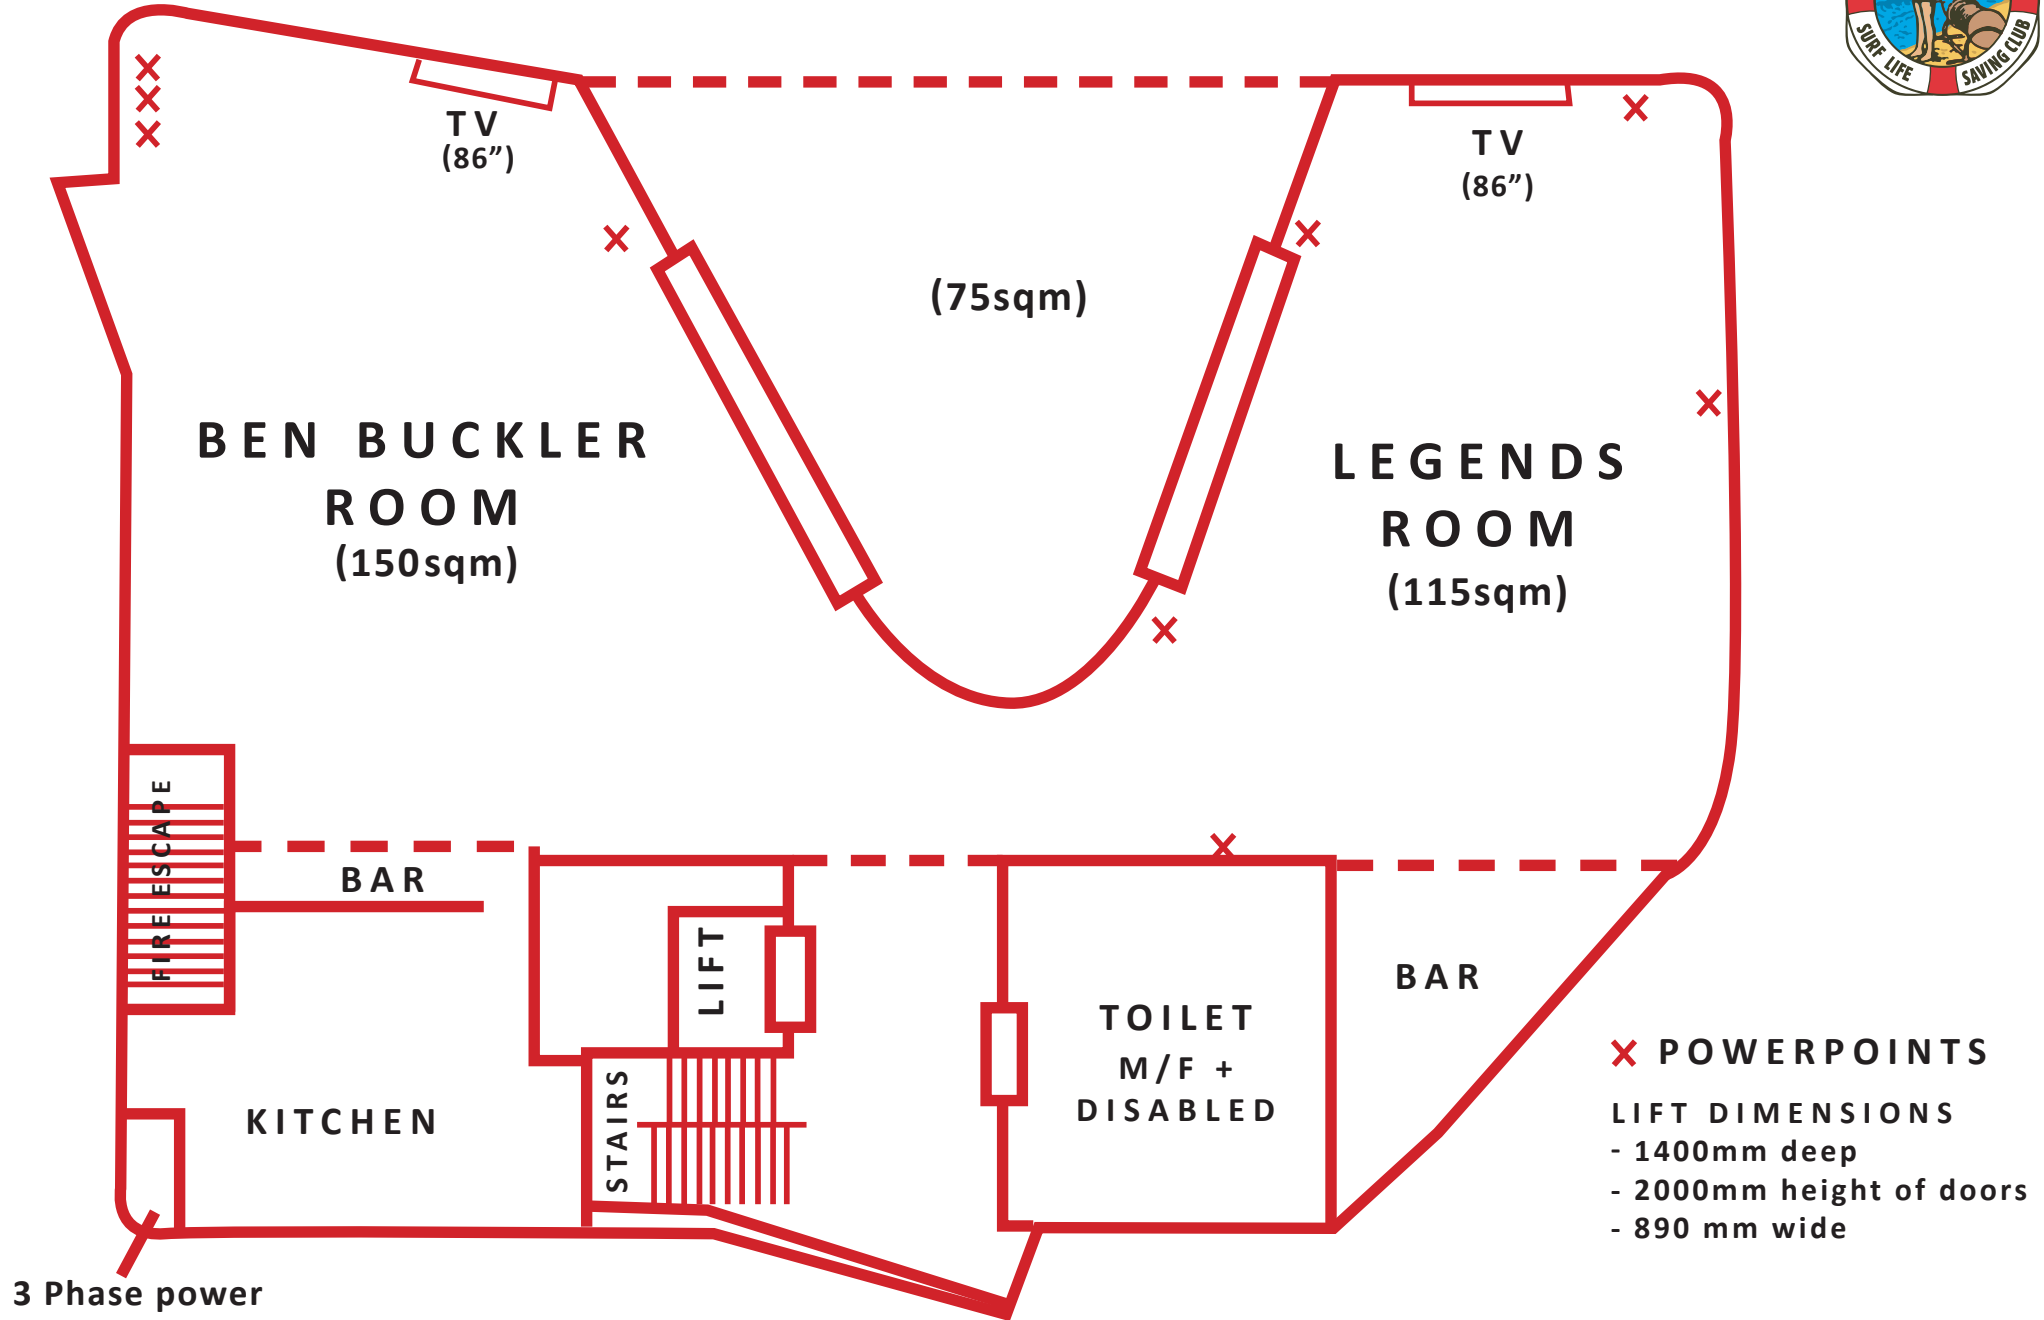 SURF LIFE SAVING CLUB
TV
(86”)
TV
(86”)
(75sqm)
BEN BUCKLER
ROOM
(150sqm)
LEGENDS
ROOM
(115sqm)
FIRE ESCAPE
BAR
LIFT
BAR
TOILET
M/F +
DISABLED
STAIRS
KITCHEN
POWERPOINTS
LIFT DIMENSIONS
- 1400mm deep
- 2000mm height of doors
- 890 mm wide
3 Phase power